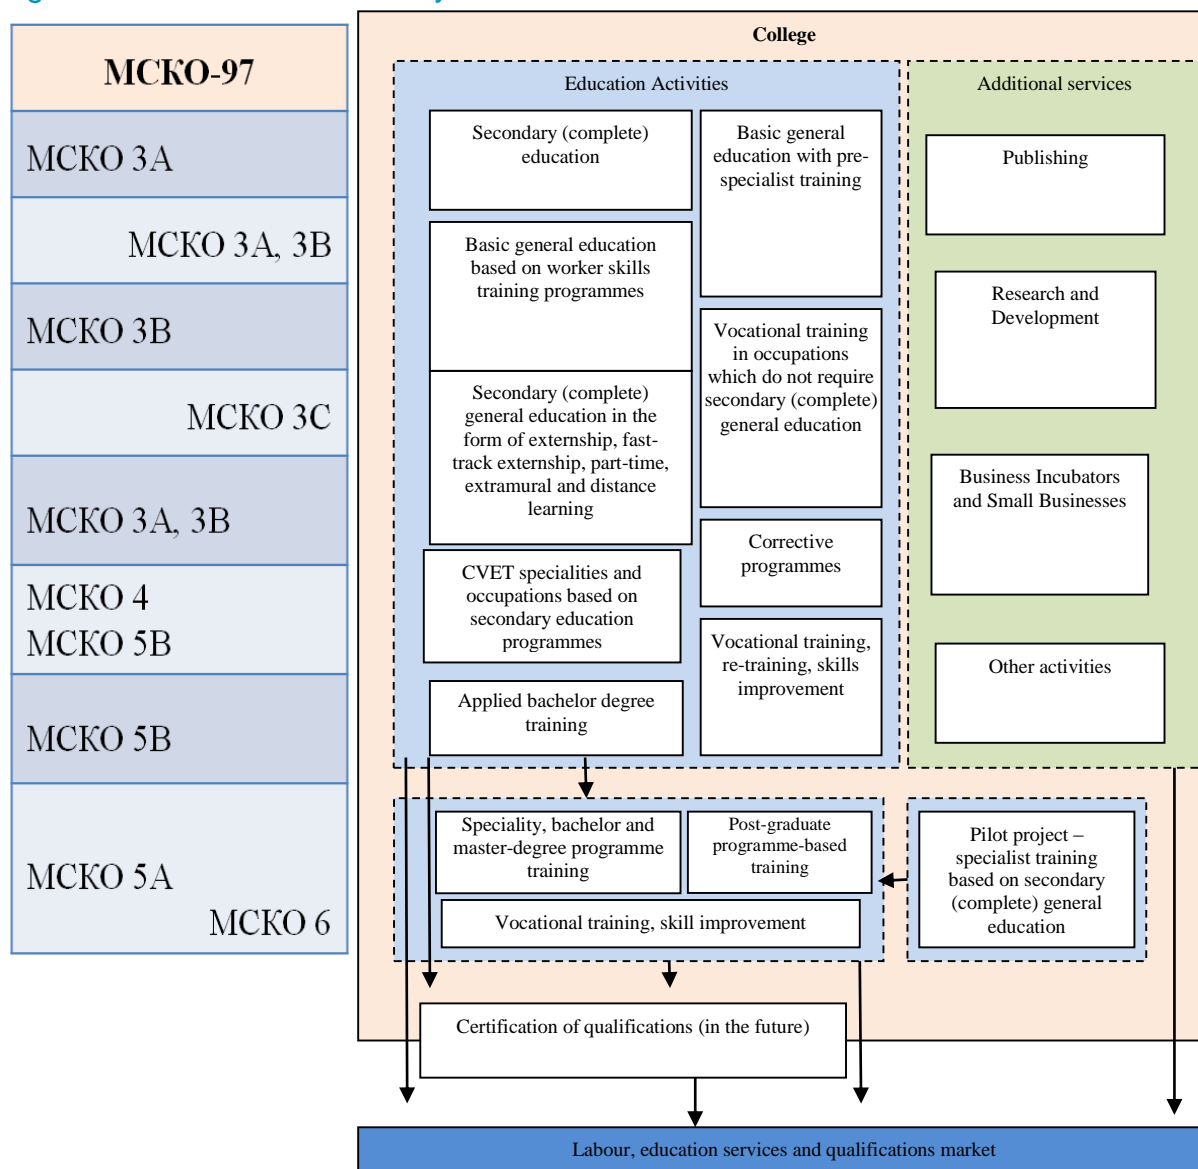 МСКО-97
МСКО 3А
МСКО 3А, 3В
МСКО 3В
МСКО 3С
МСКО 3А, 3В
МСКО 4
МСКО 5В
МСКО 5В
МСКО 5А
МСКО 6
College
Education Activities
Secondary (complete)
education
Basic general
education with pre-
specialist training
Basic general education
based on worker skills
training programmes
Vocational training
in occupations
which do not require
secondary (complete)
general education
Secondary (complete)
general education in the
form of externship, fast-
track externship, part-time,
extramural and distance
learning
Corrective
programmes
CVET specialities and
occupations based on
secondary education
programmes
Vocational training,
re-training, skills
improvement
Applied bachelor degree
training
Additional services
Publishing
Research and
Development
Business Incubators
and Small Businesses
Other activities
Speciality, bachelor and
master-degree programme
training
Post-graduate
programme-based
training
Vocational training, skill improvement
Pilot project –
specialist training
based on secondary
(complete) general
education
Certification of qualifications (in the future)
Labour, education services and qualifications market